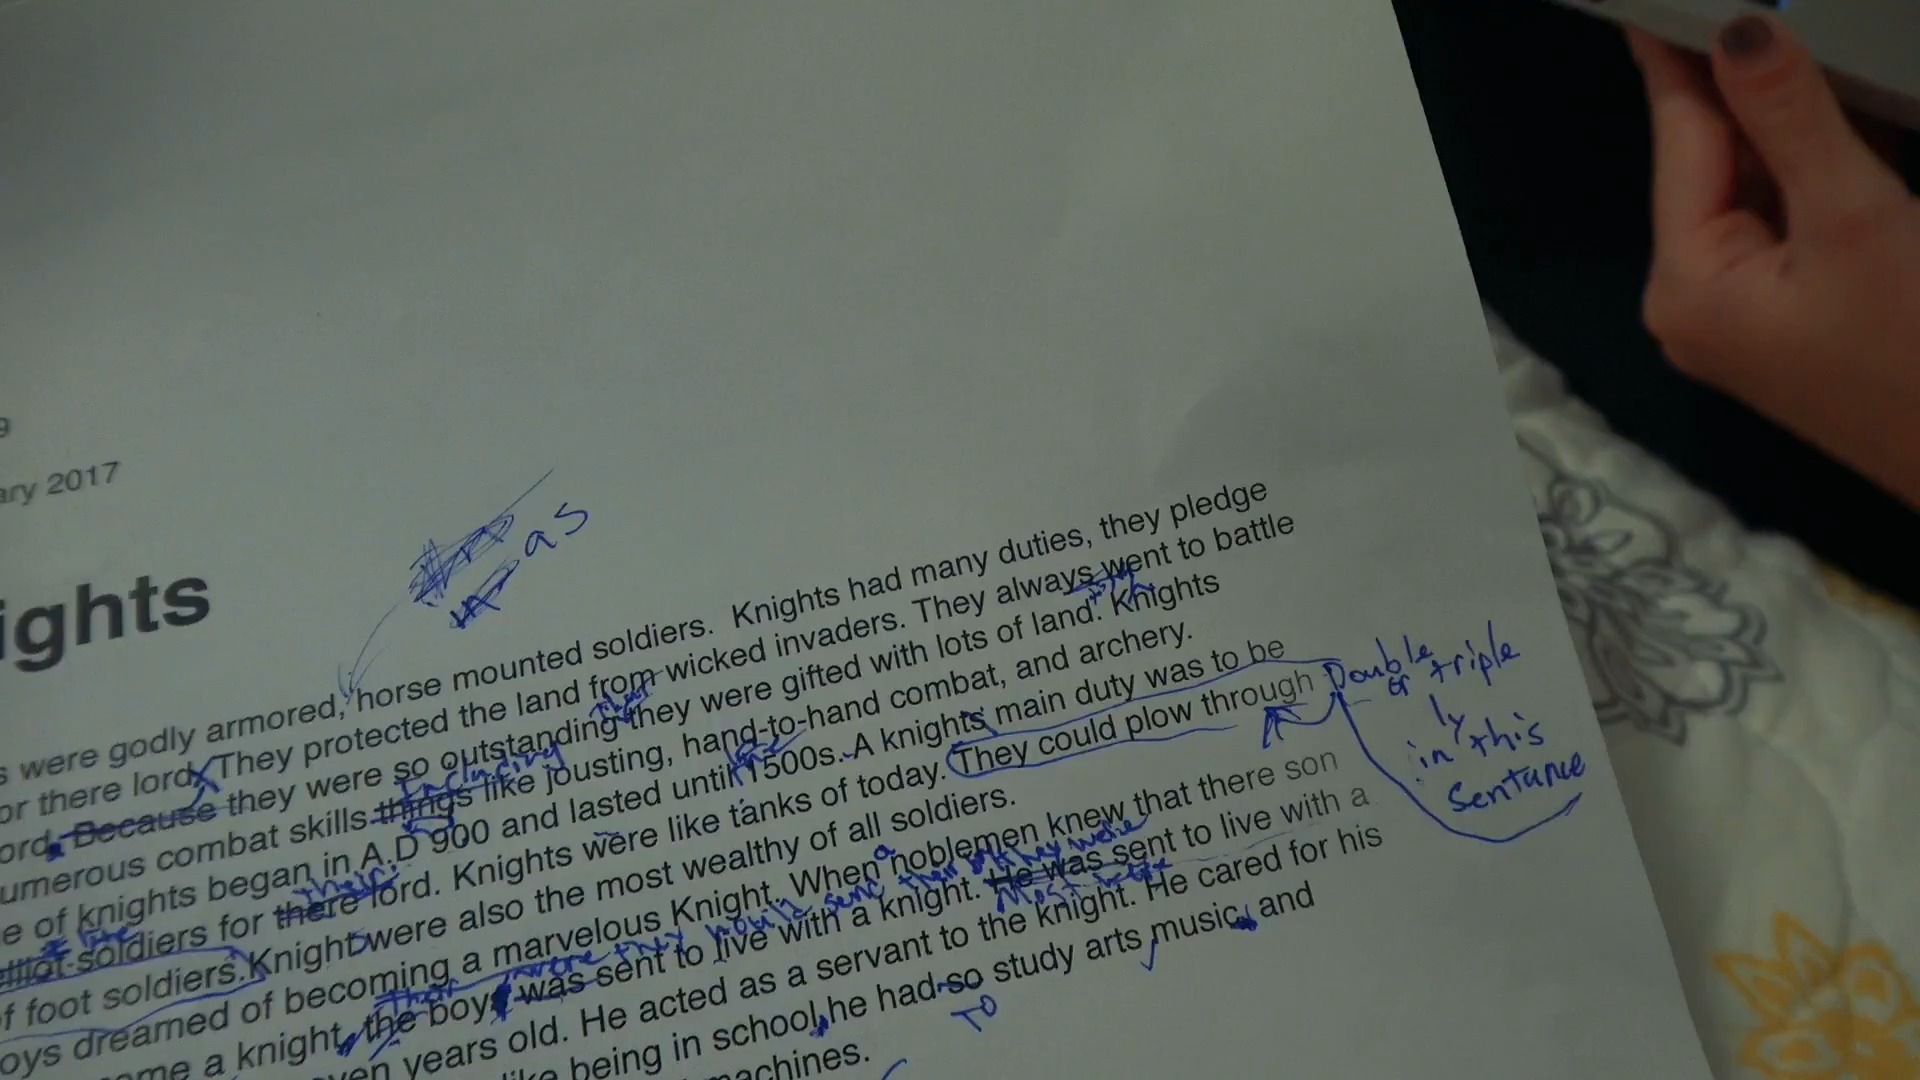 9
ary 2017
ights
as
s were godly armored, horse mounted soldiers. Knights had many duties, they pledge
or there lord. They protected the land from wicked invaders. They always went to battle
ord. Because they were so outstanding they were gifted with lots of land. Knights
umerous combat skills things like jousting, hand-to-hand combat, and archery.
including
e of knights began in A.D 900 and lasted until 1500s. A knights main duty was to be
their
soldiers for there lord. Knights were like tanks of today. They could plow through
Double or triple
ly
in this
Sentance
f foot soldiers. Knight were also the most wealthy of all soldiers.
oys dreamed of becoming a marvelous Knight. When a noblemen knew that there son
ome a knight, the boys was sent to live with a knight. He was sent to live with a
ven years old. He acted as a servant to the knight. He cared for his
like being in school, he had so study arts music, and
TO
achines.